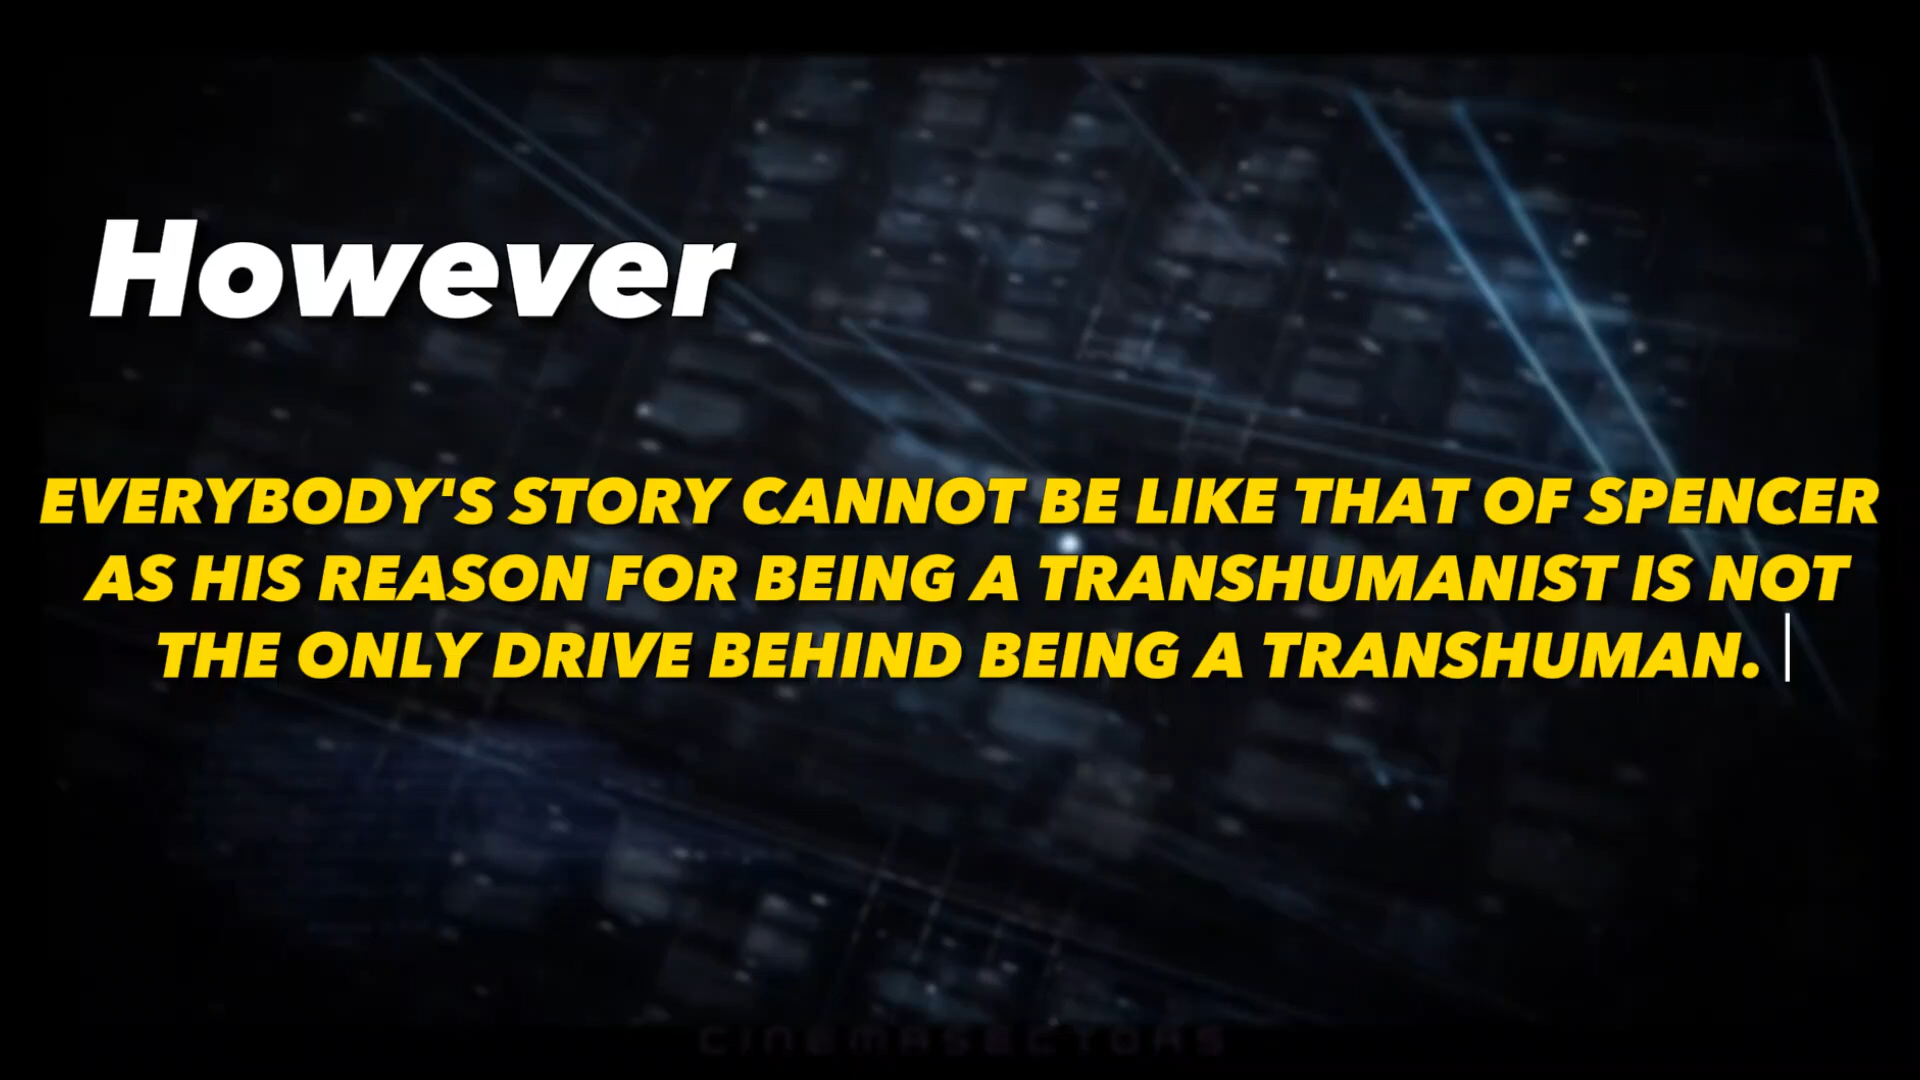 However
EVERYBODY'S STORY CANNOT BE LIKE THAT OF SPENCER
AS HIS REASON FOR BEING A TRANSHUMANIST IS NOT
THE ONLY DRIVE BEHIND BEING A TRANSHUMAN.
CINEMASECTORS